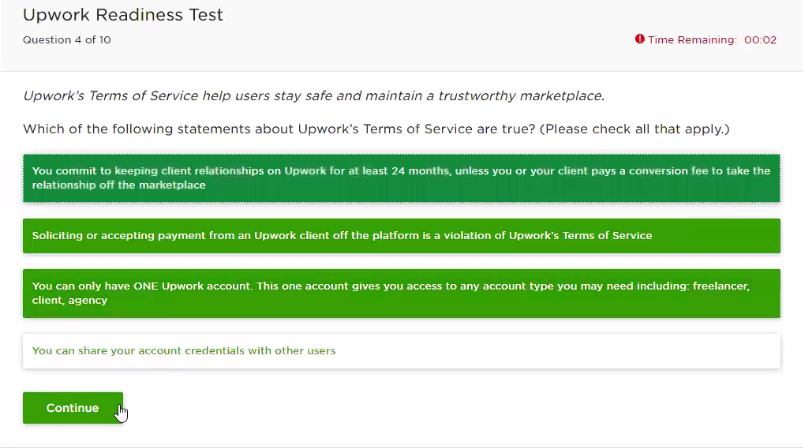 Upwork Readiness Test
Question 4 of 10
Time Remaining: 00:02
Upwork's Terms of Service help users stay safe and maintain a trustworthy marketplace.
Which of the following statements about Upwork's Terms of Service are true? (Please check all that apply.)
You commit to keeping client relationships on Upwork for at least 24 months, unless you or your client pays a conversion fee to take the
relationship off the marketplace
Soliciting or accepting payment from an Upwork client off the platform is a violation of Upwork's Terms of Service
You can only have ONE Upwork account. This one account gives you access to any account type you may need including: freelancer,
client, agency
You can share your account credentials with other users
Continue